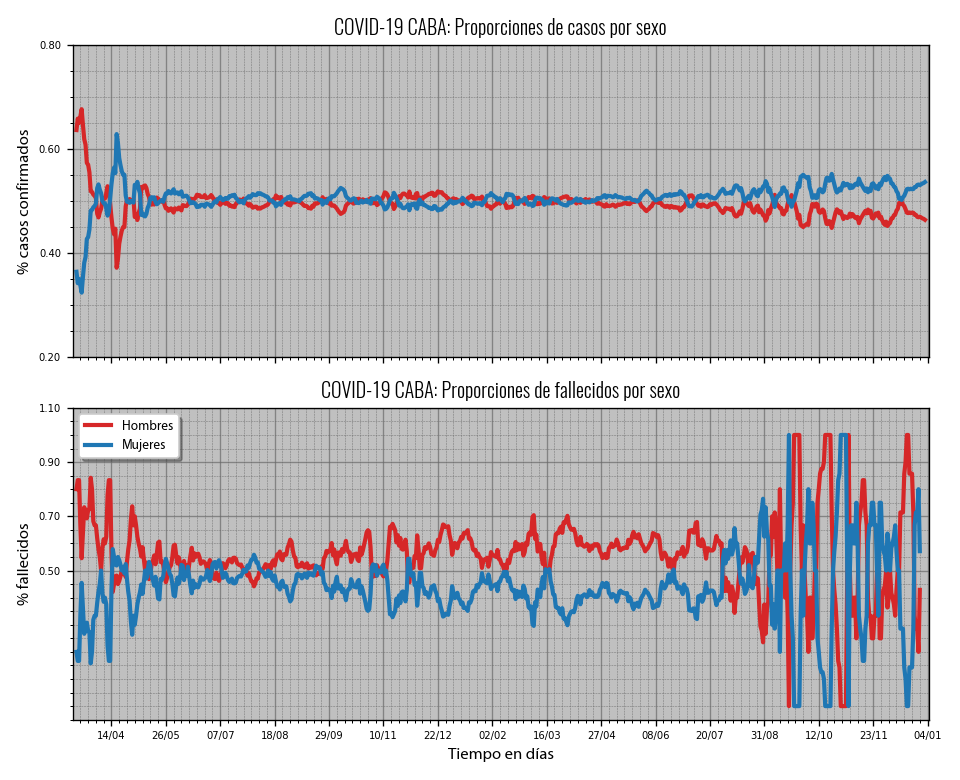 COVID-19 CABA: Proporciones de casos por sexo
0.80
0.60
0.40
0.20
% casos confirmados
COVID-19 CABA: Proporciones de fallecidos por sexo
1.10
0.90
0.70
0.50
% fallecidos
Hombres
Mujeres
14/04 26/05 07/07 18/08 29/09 10/11 22/12 02/02 16/03 27/04 08/06 20/07 31/08 12/10 23/11 04/01
Tiempo en días